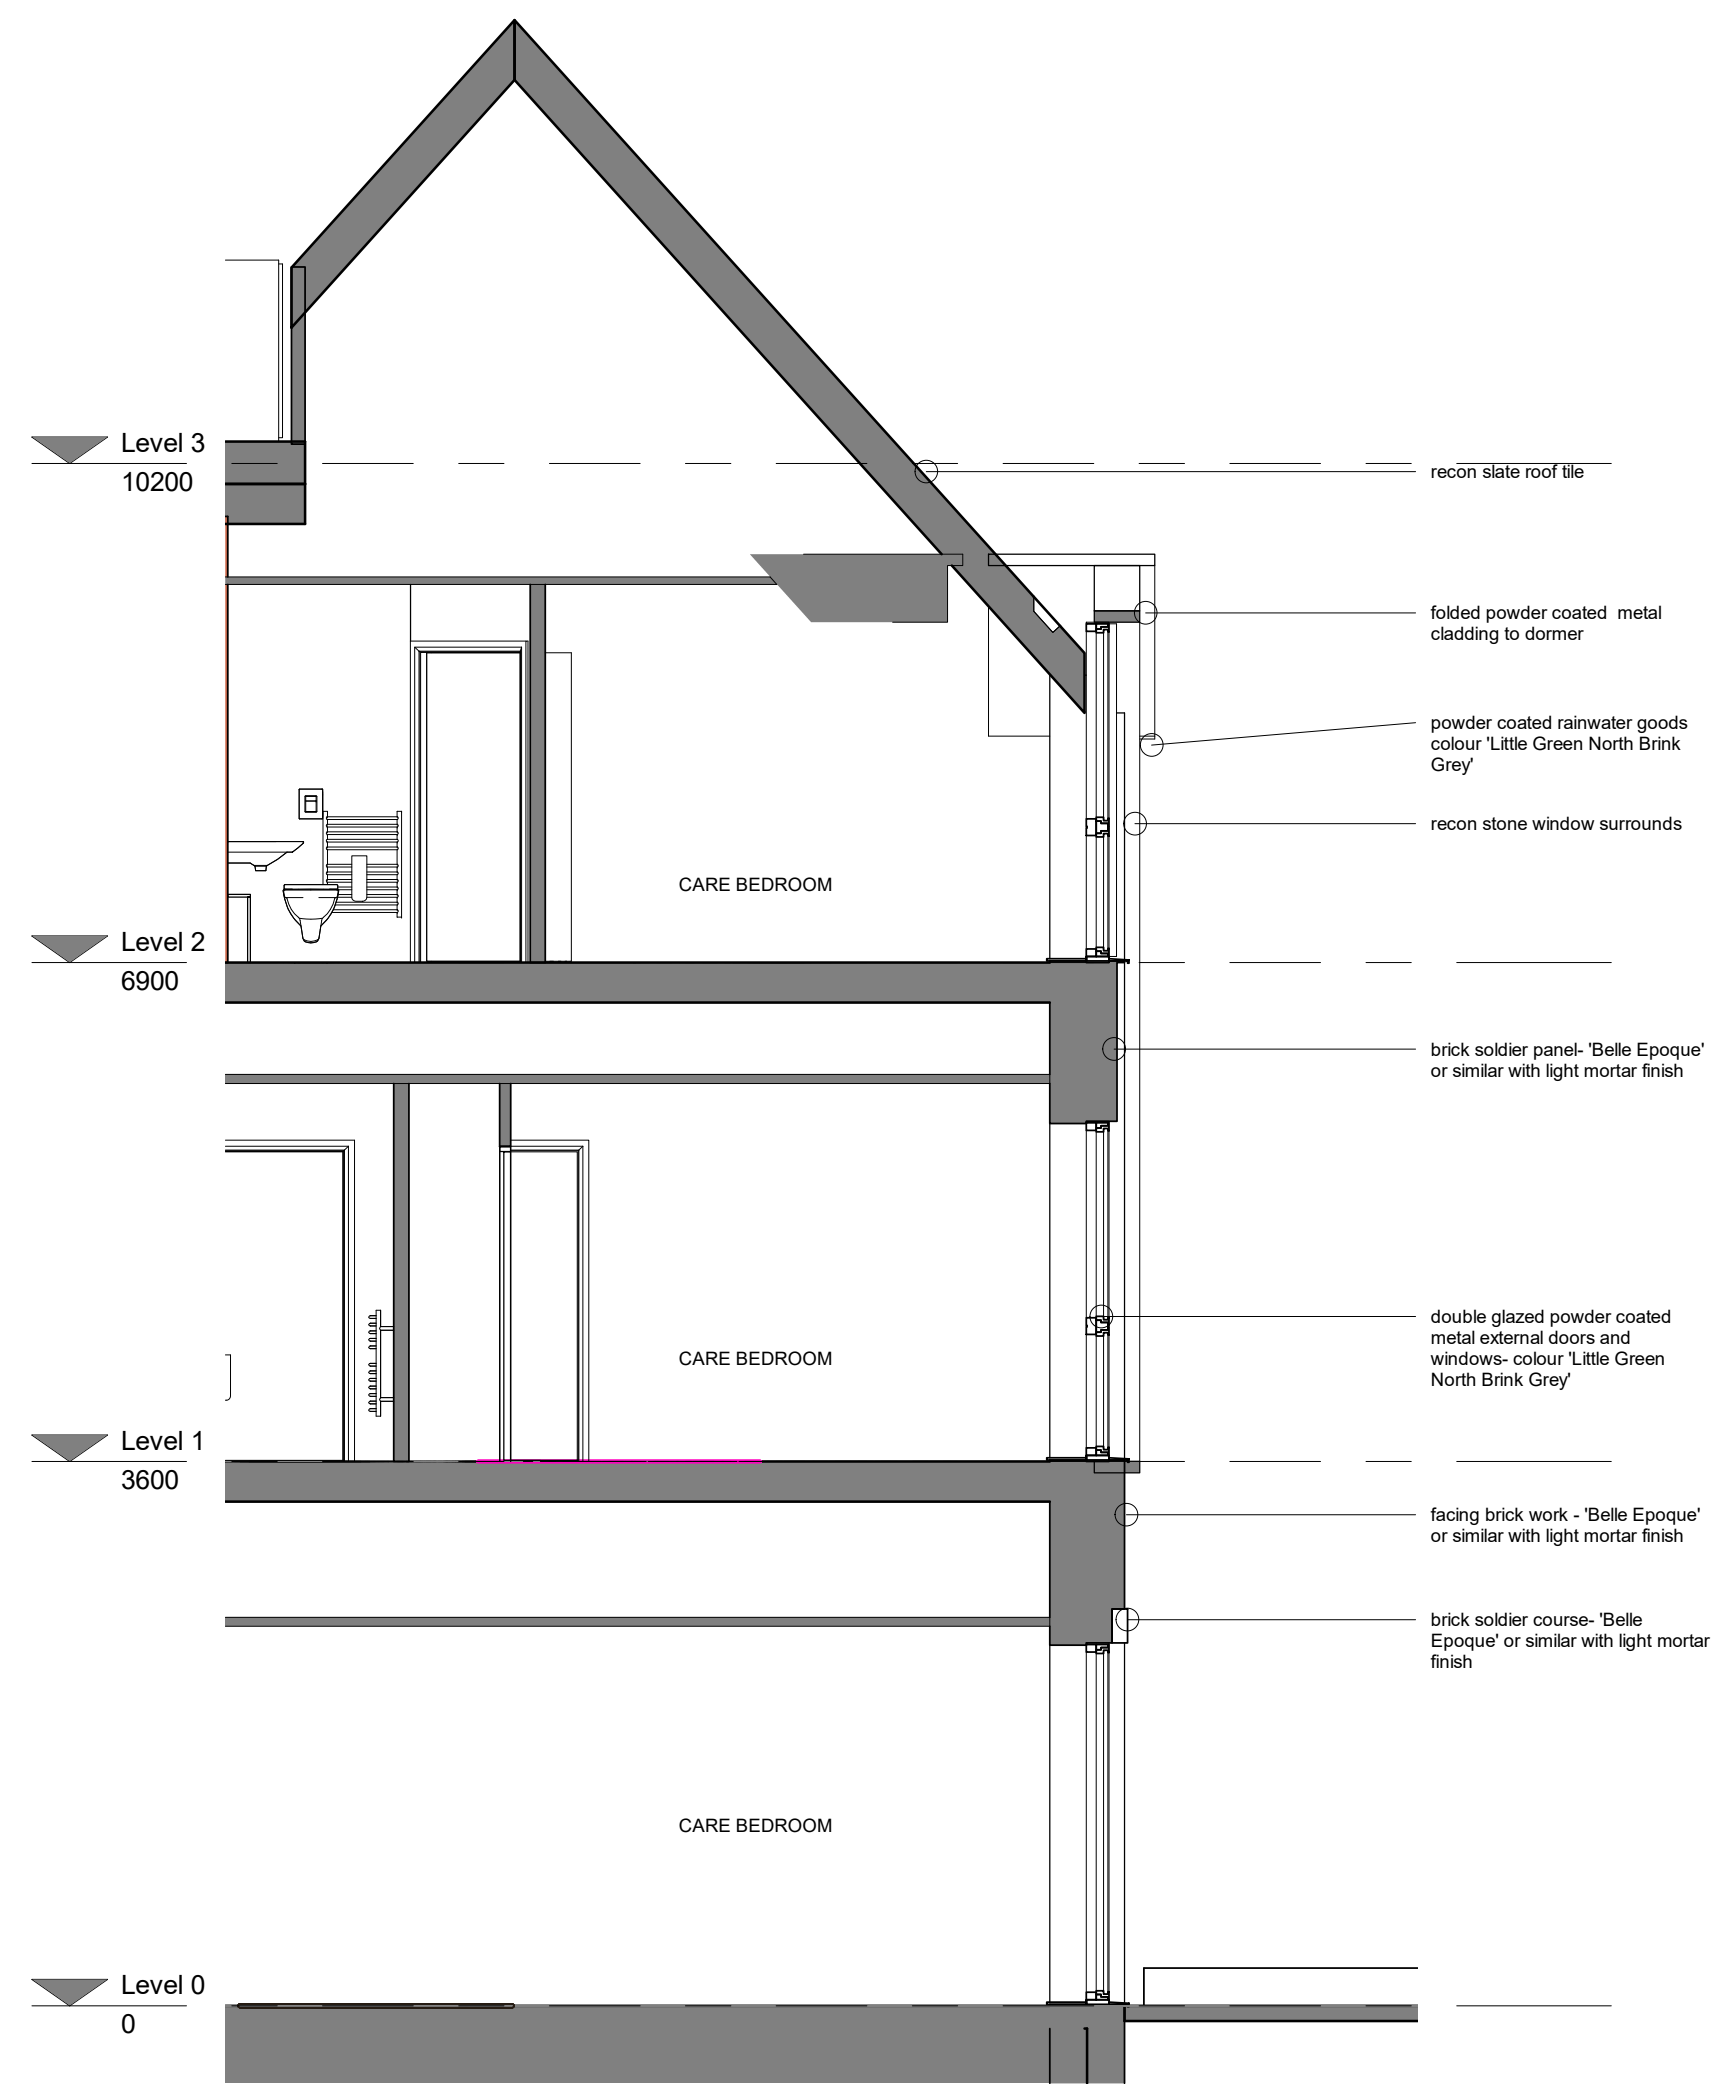 Level 3
10200
recon slate roof tile
folded powder coated  metal
cladding to dormer
powder coated rainwater goods
colour 'Little Green North Brink
Grey'
recon stone window surrounds
CARE BEDROOM
Level 2
6900
brick soldier panel- 'Belle Epoque'
or similar with light mortar finish
double glazed powder coated
metal external doors and
windows- colour 'Little Green
North Brink Grey'
CARE BEDROOM
Level 1
3600
facing brick work - 'Belle Epoque'
or similar with light mortar finish
brick soldier course- 'Belle
Epoque' or similar with light mortar
finish
CARE BEDROOM
Level 0
0